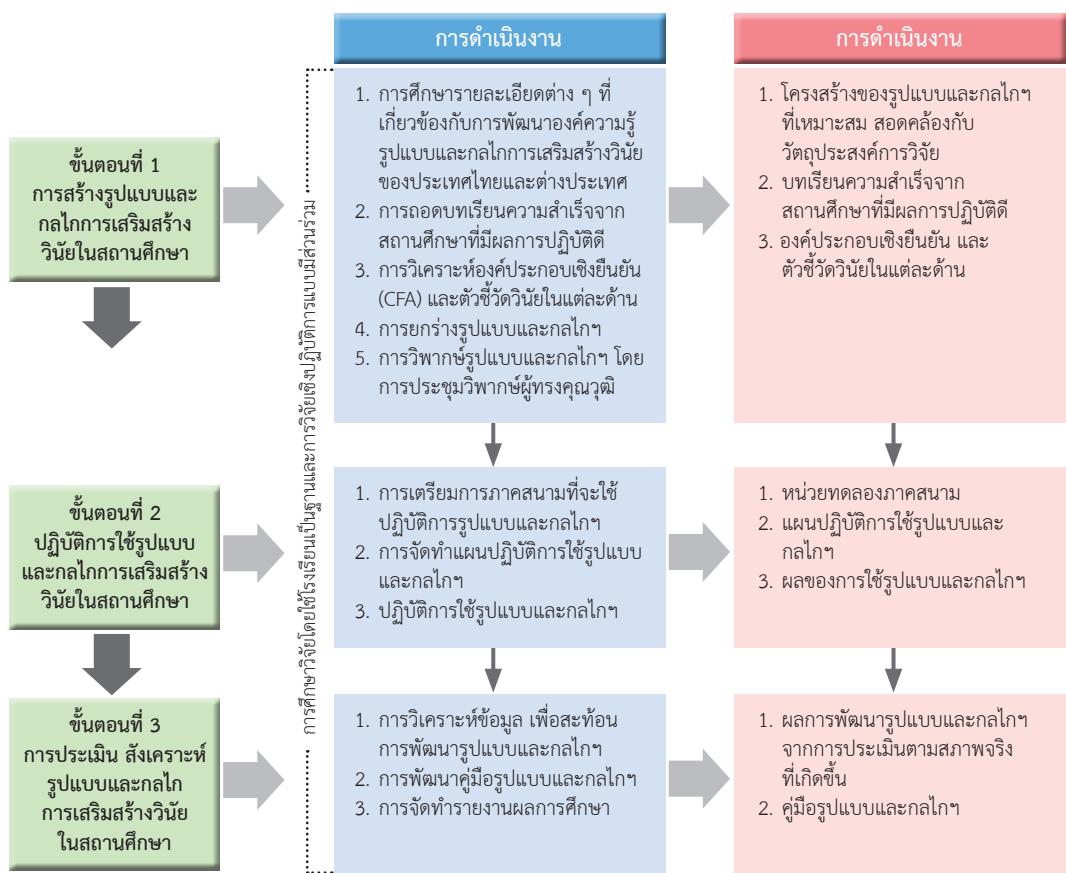 การดำเนินงาน
การดำเนินงาน
ขั้นตอนที่ 1
การสร้างรูปแบบและ
กลไกการเสริมสร้าง
วินัยในสถานศึกษา
การศึกษาวิจัยโดยใช้โรงเรียนเป็นฐานและการวิจัยเชิงปฏิบัติการแบบมีส่วนร่วม
1. การศึกษารายละเอียดต่าง ๆ ที่
เกี่ยวข้องกับการพัฒนาองค์ความรู้
รูปแบบและกลไกการเสริมสร้างวินัย
ของประเทศไทยและต่างประเทศ
2. การถอดบทเรียนความสำเร็จจาก
สถานศึกษาที่มีผลการปฏิบัติดี
3. การวิเคราะห์องค์ประกอบเชิงยืนยัน
(CFA) และตัวชี้วัดวินัยในแต่ละด้าน
4. การยกร่างรูปแบบและกลไกฯ
5. การวิพากษ์รูปแบบและกลไกฯ โดย
การประชุมวิพากษ์ผู้ทรงคุณวุฒิ
1. โครงสร้างของรูปแบบและกลไกฯ
ที่เหมาะสม สอดคล้องกับ
วัตถุประสงค์การวิจัย
2. บทเรียนความสำเร็จจาก
สถานศึกษาที่มีผลการปฏิบัติดี
3. องค์ประกอบเชิงยืนยัน และ
ตัวชี้วัดวินัยในแต่ละด้าน
ขั้นตอนที่ 2
ปฏิบัติการใช้รูปแบบ
และกลไกการเสริมสร้าง
วินัยในสถานศึกษา
1. การเตรียมการภาคสนามที่จะใช้
ปฏิบัติการรูปแบบและกลไกฯ
2. การจัดทำแผนปฏิบัติการใช้รูปแบบ
และกลไกฯ
3. ปฏิบัติการใช้รูปแบบและกลไกฯ
1. หน่วยทดลองภาคสนาม
2. แผนปฏิบัติการใช้รูปแบบและ
กลไกฯ
3. ผลของการใช้รูปแบบและกลไกฯ
ขั้นตอนที่ 3
การประเมิน สังเคราะห์
รูปแบบและกลไก
การเสริมสร้างวินัย
ในสถานศึกษา
1. การวิเคราะห์ข้อมูล เพื่อสะท้อน
การพัฒนารูปแบบและกลไกฯ
2. การพัฒนาคู่มือรูปแบบและกลไกฯ
3. การจัดทำรายงานผลการศึกษา
1. ผลการพัฒนารูปแบบและกลไกฯ
จากการประเมินตามสภาพจริง
ที่เกิดขึ้น
2. คู่มือรูปแบบและกลไกฯ